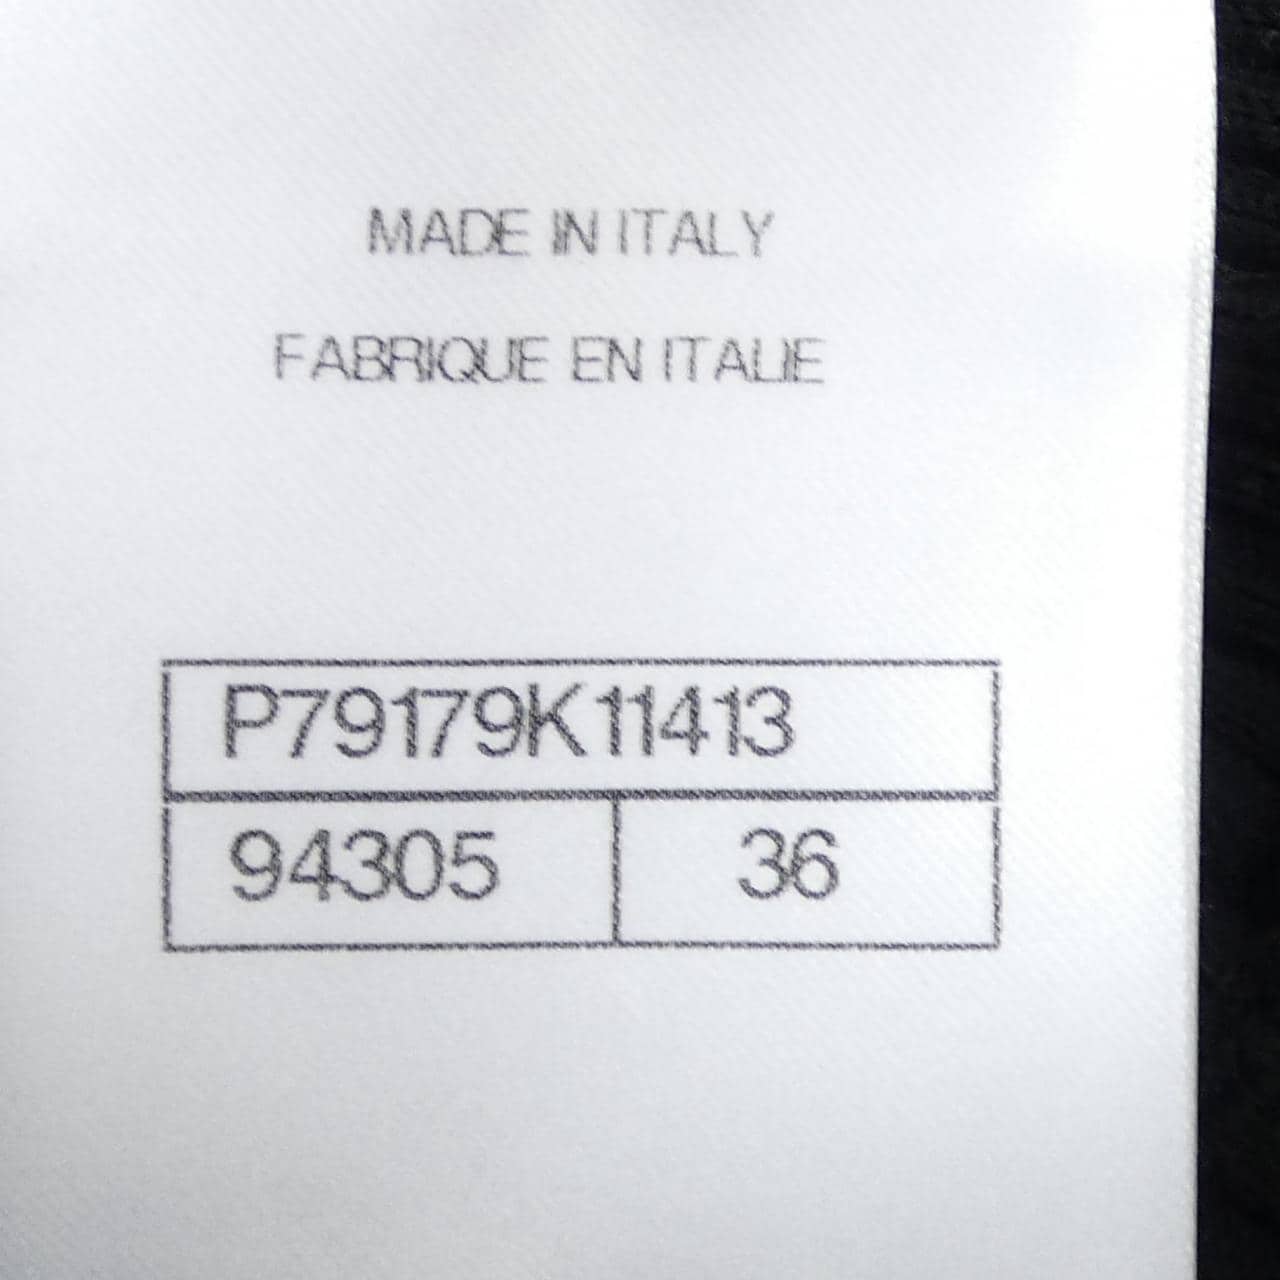 MADE IN ITALY
FABRIQUE EN ITALIE
P79179K11413
94305 36